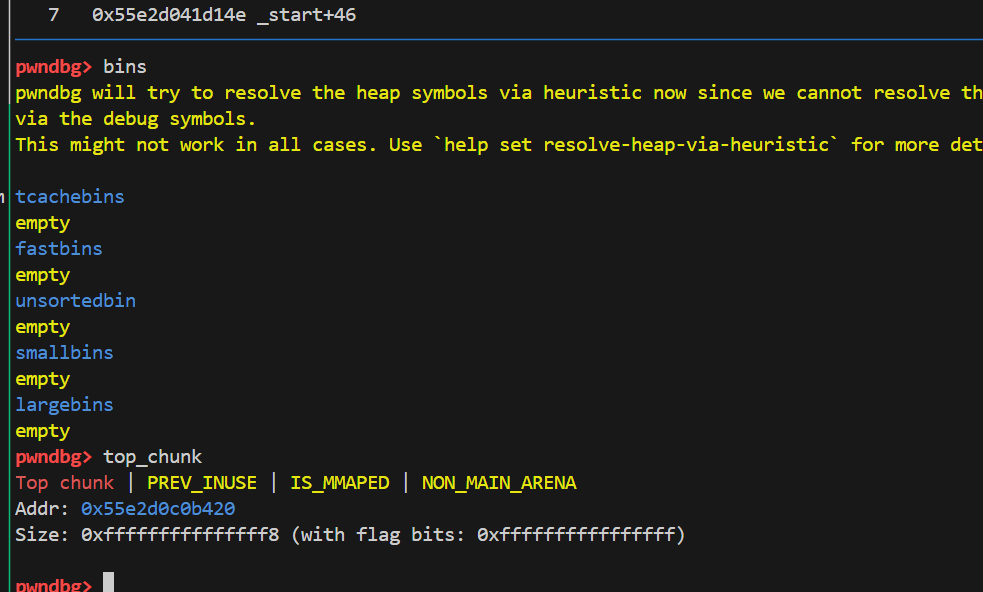 7   0x55e2d041d14e _start+46
pwndbg> bins
pwndbg will try to resolve the heap symbols via heuristic now since we cannot resolve th
via the debug symbols.
This might not work in all cases. Use `help set resolve-heap-via-heuristic` for more det
tcachebins
empty
fastbins
empty
unsortedbin
empty
smallbins
empty
largebins
empty
pwndbg> top_chunk
Top chunk | PREV_INUSE | IS_MMAPED | NON_MAIN_ARENA
Addr: 0x55e2d0c0b420
Size: 0xfffffffffffffff8 (with flag bits: 0xffffffffffffffff)
pwndbg>